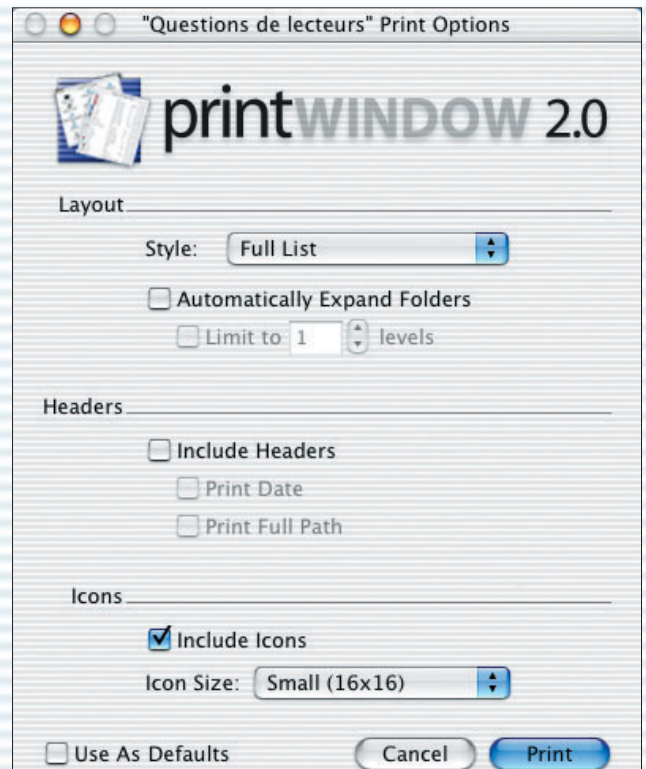 "Questions de lecteurs" Print Options
printWINDOW 2.0
Layout
Style: Full List
Automatically Expand Folders
Limit to 1 levels
Headers
Include Headers
Print Date
Print Full Path
Icons
Include Icons
Icon Size: Small (16x16)
Use As Defaults Cancel Print